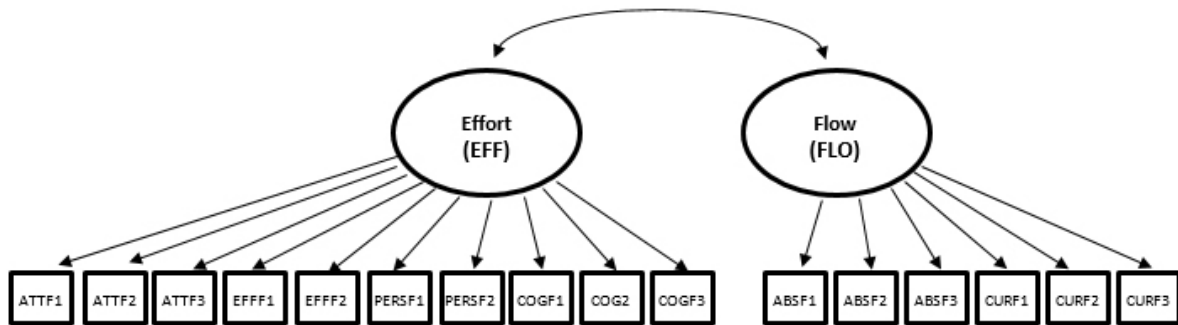 Effort
(EFF)
Flow
(FLO)
ATTF1 ATTF2 ATTF3 EFFF1 EFFF2 PERSF1 PERSF2 COGF1 COG2 COGF3 ABSF1 ABSF2 ABSF3 CURF1 CURF2 CURF3